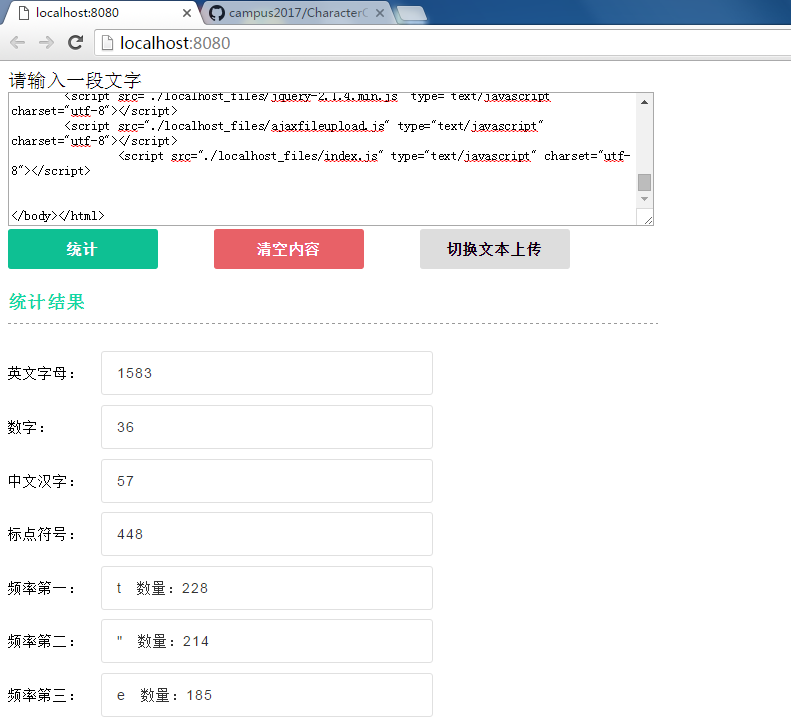 localhost:8080
campus2017/CharacterC
localhost:8080
请输入一段文字
<script src="./localhost_files/jquery-2.1.4.min.js" type="text/javascript"
charset="utf-8"></script>
<script src="./localhost_files/ajaxfileupload.js" type="text/javascript"
charset="utf-8"></script>
<script src="./localhost_files/index.js" type="text/javascript" charset="utf-
8"></script>
</body></html>
统计 清空内容 切换文本上传
统计结果
英文字母： 1583
数字： 36
中文汉字： 57
标点符号： 448
频率第一： t 数量：228
频率第二： " 数量：214
频率第三： e 数量：185